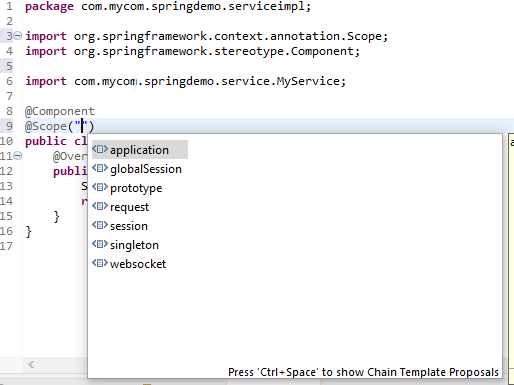 1 package com.mycom.springdemo.serviceimpl;
2
3 import org.springframework.context.annotation.Scope;
4 import org.springframework.stereotype.Component;
5
6 import com.mycom.springdemo.service.MyService;
7
8 @Component
9 @Scope("")
10 public cl
11 @Over
12 publi
13 S
14 r
15 }
16 }
17
application
globalSession
prototype
request
session
singleton
websocket
Press 'Ctrl+Space' to show Chain Template Proposals